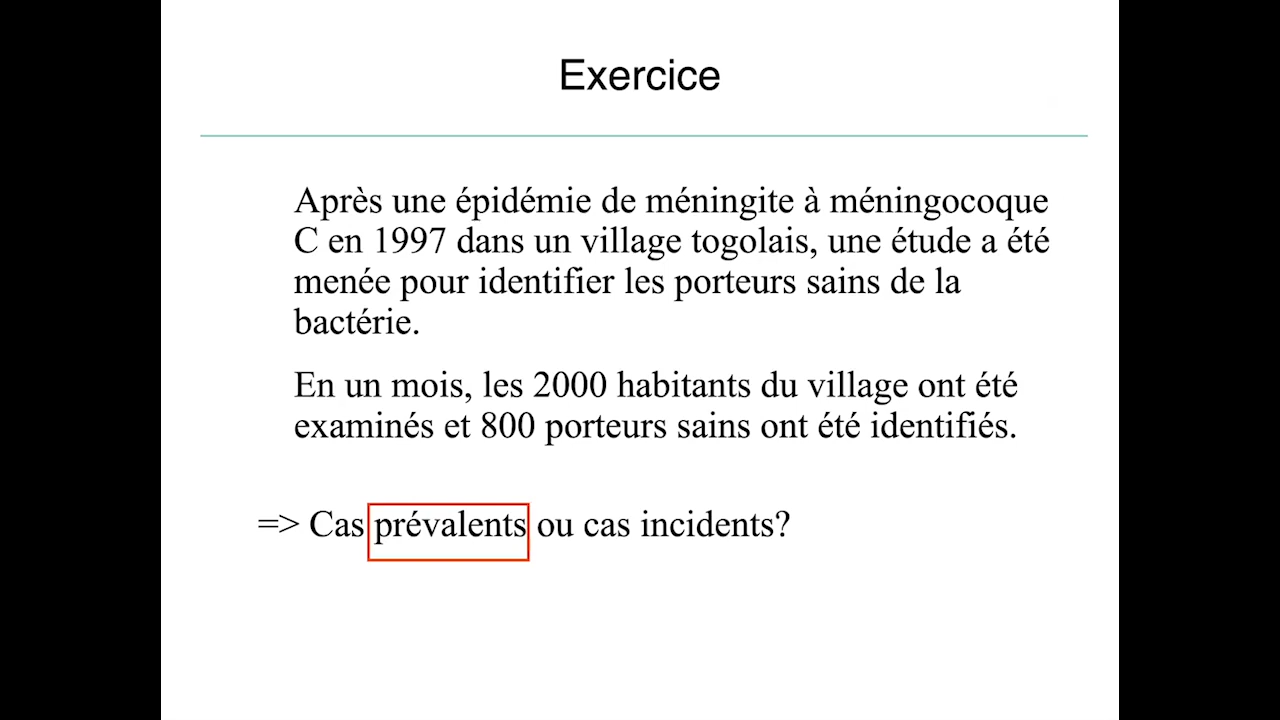 Exercice
Après une épidémie de méningite à méningocoque
C en 1997 dans un village togolais, une étude a été
menée pour identifier les porteurs sains de la
bactérie.
En un mois, les 2000 habitants du village ont été
examinés et 800 porteurs sains ont été identifiés.
=> Cas prévalents ou cas incidents?